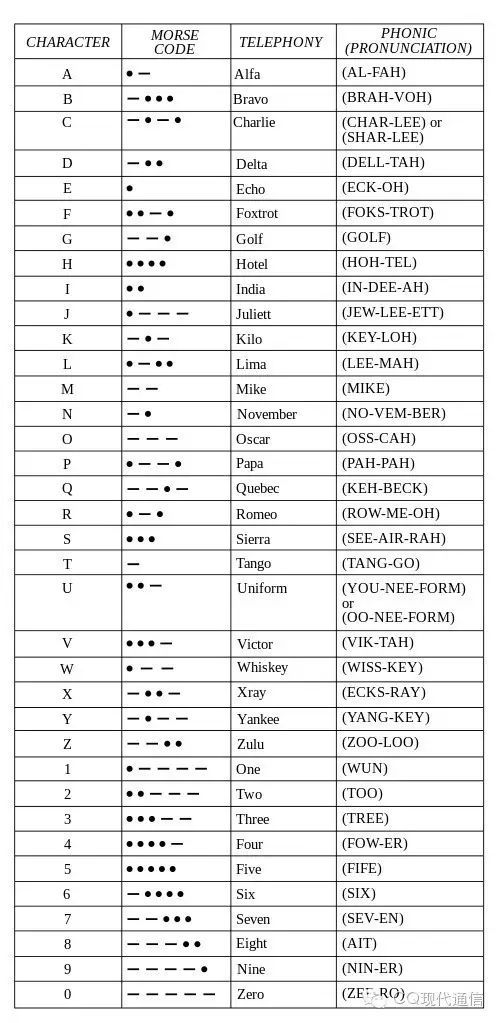 CHARACTER MORSE CODE TELEPHONY PHONIC (PRONUNCIATION)
A ● — Alfa (AL-FAH)
B — ● ● ● Bravo (BRAH-VOH)
C — ● — ● Charlie (CHAR-LEE) or
(SHAR-LEE)
D — ● ● Delta (DELL-TAH)
E ● Echo (ECK-OH)
F ● ● — ● Foxtrot (FOKS-TROT)
G — — ● Golf (GOLF)
H ● ● ● ● Hotel (HOH-TEL)
I ● ● India (IN-DEE-AH)
J ● — — — Juliett (JEW-LEE-ETT)
K — ● — Kilo (KEY-LOH)
L ● — ● ● Lima (LEE-MAH)
M — — Mike (MIKE)
N — ● November (NO-VEM-BER)
O — — — Oscar (OSS-CAH)
P ● — — ● Papa (PAH-PAH)
Q — — ● — Quebec (KEH-BECK)
R ● — ● Romeo (ROW-ME-OH)
S ● ● ● Sierra (SEE-AIR-RAH)
T — Tango (TANG-GO)
U ● ● — Uniform (YOU-NEE-FORM)
or
(OO-NEE-FORM)
V ● ● ● — Victor (VIK-TAH)
W ● — — Whiskey (WISS-KEY)
X — ● ● — Xray (ECKS-RAY)
Y — ● — — Yankee (YANG-KEY)
Z — — ● ● Zulu (ZOO-LOO)
1 ● — — — — One (WUN)
2 ● ● — — — Two (TOO)
3 ● ● ● — — Three (TREE)
4 ● ● ● ● — Four (FOW-ER)
5 ● ● ● ● ● Five (FIFE)
6 — ● ● ● ● Six (SIX)
7 — — ● ● ● Seven (SEV-EN)
8 — — — ● ● Eight (AIT)
9 — — — — ● Nine (NIN-ER)
0 — — — — — Zero (ZEE-RO)
CQ现代通信